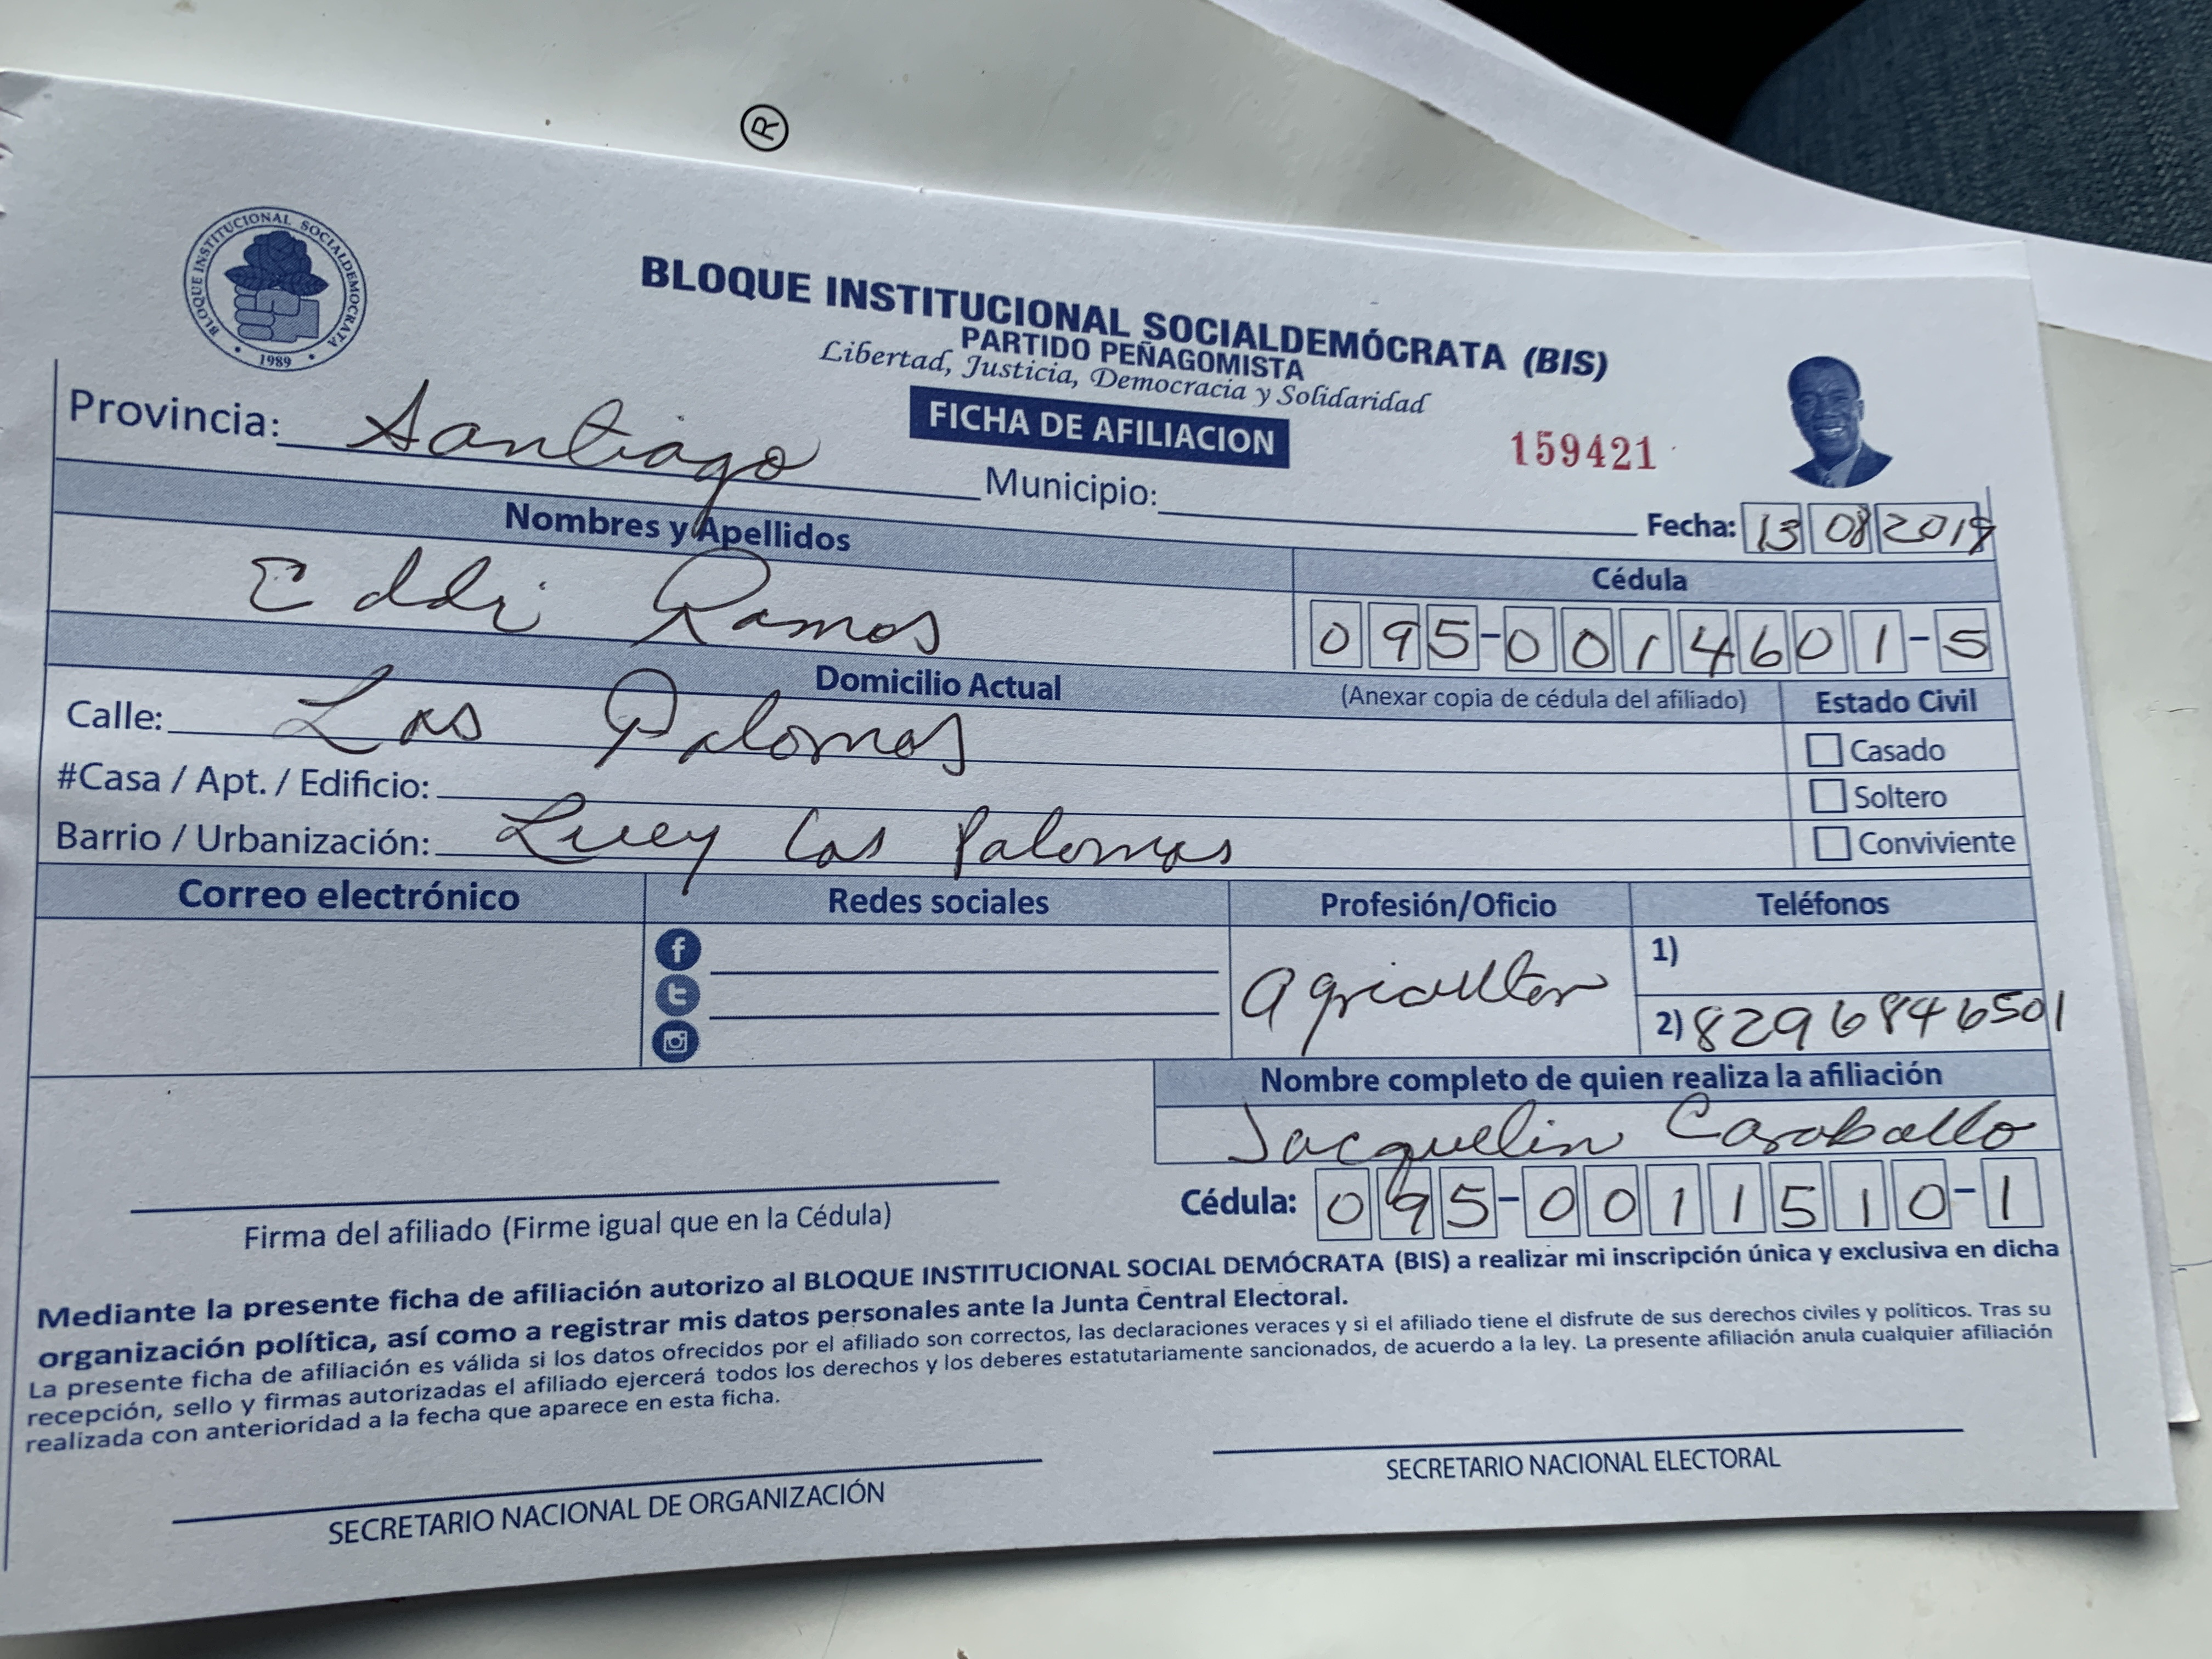 ®
BLOQUE INSTITUCIONAL SOCIALDEMOCRATA
1989
BLOQUE INSTITUCIONAL SOCIALDEMÓCRATA (BIS)
PARTIDO PEÑAGOMISTA
Libertad, Justicia, Democracia y Solidaridad
FICHA DE AFILIACION
159421
Provincia: Santiago Municipio:
Fecha: 13 08 2019
Nombres y Apellidos
Eddi Ramos
Cédula
095-0014601-5
Domicilio Actual (Anexar copia de cédula del afiliado)
Estado Civil
Calle: Las Palomas
Casado
#Casa / Apt. / Edificio:
Soltero
Barrio / Urbanización: Licey Las Palomas
Conviviente
Correo electrónico Redes sociales Profesión/Oficio Teléfonos
Agricultor
1)
2) 8296846501
Nombre completo de quien realiza la afiliación
Jacquelin Caraballo
Cédula: 095-0011510-1
Firma del afiliado (Firme igual que en la Cédula)
Mediante la presente ficha de afiliación autorizo al BLOQUE INSTITUCIONAL SOCIAL DEMÓCRATA (BIS) a realizar mi inscripción única y exclusiva en dicha
organización política, así como a registrar mis datos personales ante la Junta Central Electoral.
La presente ficha de afiliación es válida si los datos ofrecidos por el afiliado son correctos, las declaraciones veraces y si el afiliado tiene el disfrute de sus derechos civiles y políticos. Tras su
recepción, sello y firmas autorizadas el afiliado ejercerá todos los derechos y los deberes estatutariamente sancionados, de acuerdo a la ley. La presente afiliación anula cualquier afiliación
realizada con anterioridad a la fecha que aparece en esta ficha.
SECRETARIO NACIONAL DE ORGANIZACIÓN
SECRETARIO NACIONAL ELECTORAL